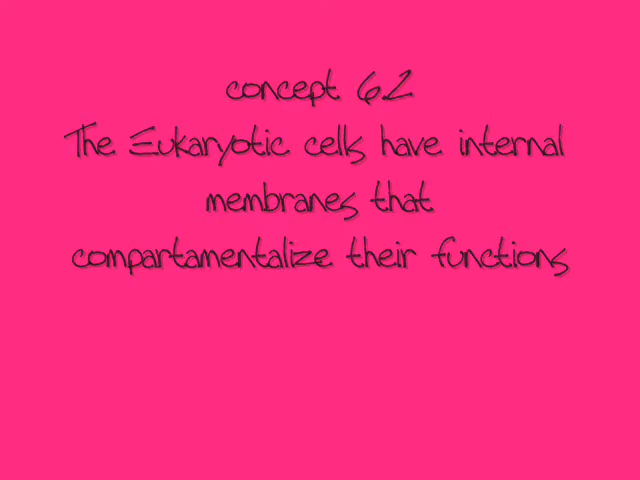 concept 6.2
The Eukaryotic cells have internal
membranes that
compartamentalize their functions